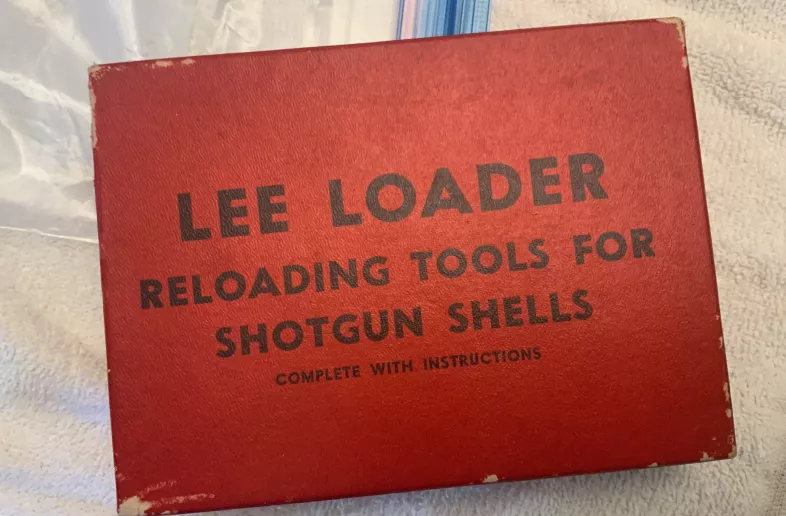 LEE LOADER
RELOADING TOOLS FOR
SHOTGUN SHELLS
COMPLETE WITH INSTRUCTIONS